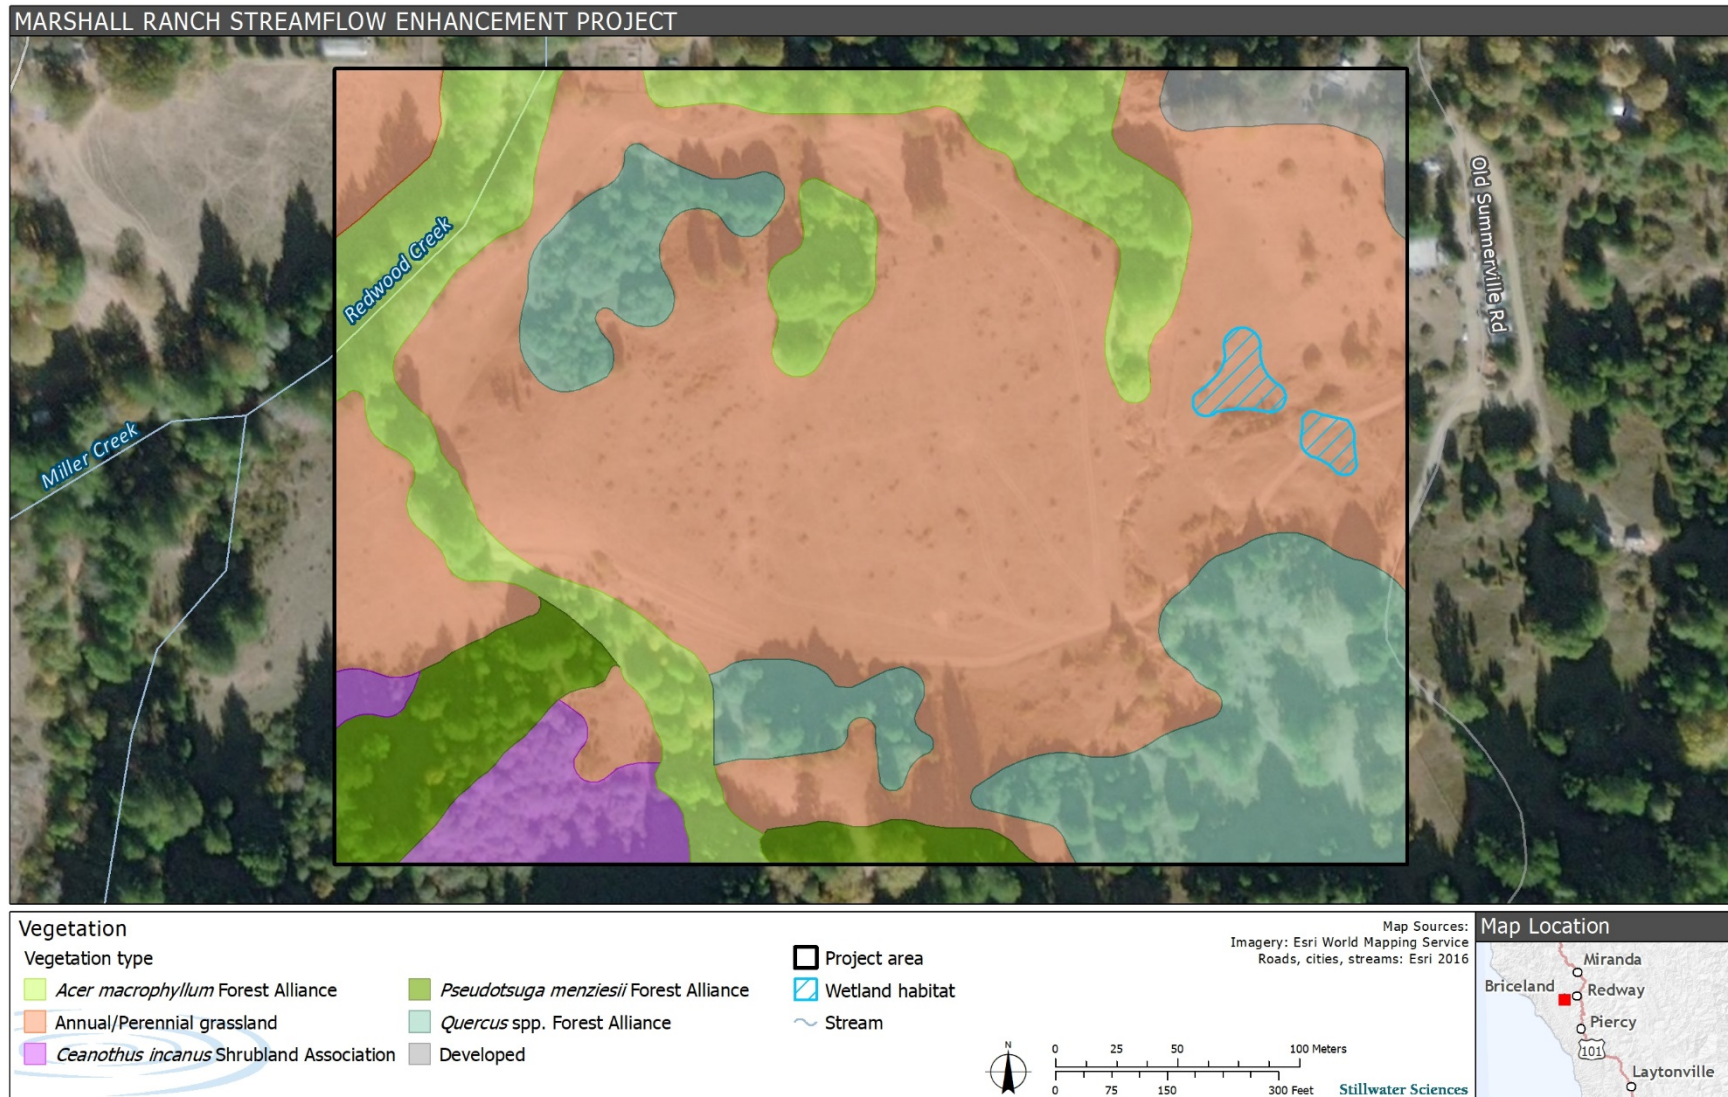 MARSHALL RANCH STREAMFLOW ENHANCEMENT PROJECT
Redwood Creek
Miller Creek
Old Summerville Rd
Vegetation
Vegetation type
Acer macrophyllum Forest Alliance
Annual/Perennial grassland
Ceanothus incanus Shrubland Association
Pseudotsuga menziesii Forest Alliance
Quercus spp. Forest Alliance
Developed
Project area
Wetland habitat
Stream
Map Sources:
Imagery: Esri World Mapping Service
Roads, cities, streams: Esri 2016
N
0 25 50 100 Meters
0 75 150 300 Feet
Stillwater Sciences
Map Location
Miranda
Briceland
Redway
Piercy
101
Laytonville